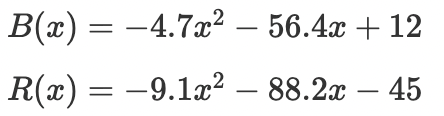 B(x) = −4.7x² − 56.4x + 12
R(x) = −9.1x² − 88.2x − 45